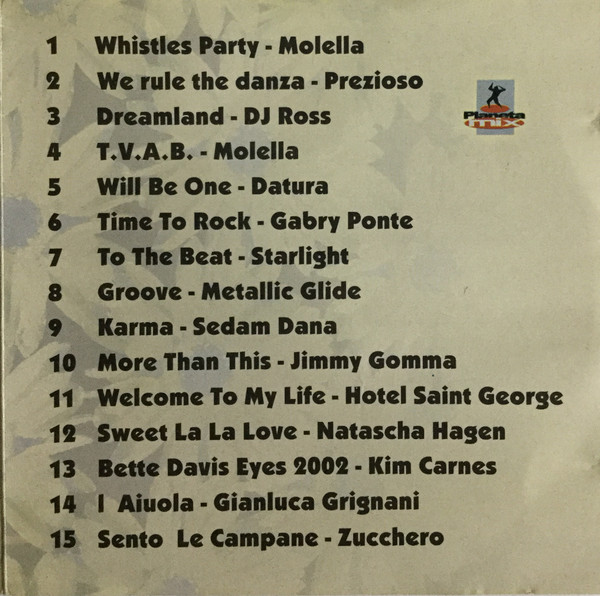 1 Whistles Party - Molella
2 We rule the danza - Prezioso
3 Dreamland - DJ Ross
4 T.V.A.B. - Molella
5 Will Be One - Datura
6 Time To Rock - Gabry Ponte
7 To The Beat - Starlight
8 Groove - Metallic Glide
9 Karma - Sedam Dana
10 More Than This - Jimmy Gomma
11 Welcome To My Life - Hotel Saint George
12 Sweet La La Love - Natascha Hagen
13 Bette Davis Eyes 2002 - Kim Carnes
14 I Aiuola - Gianluca Grignani
15 Sento Le Campane - Zucchero
Planeta
mix